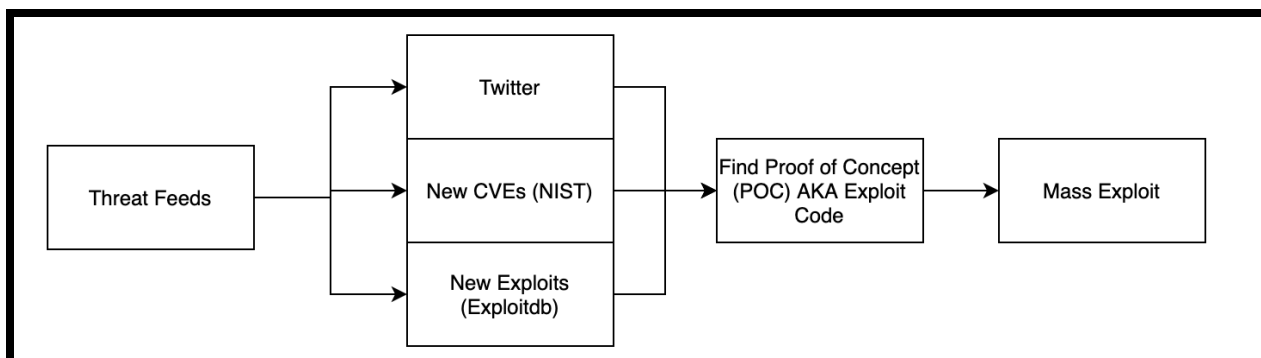 Threat Feeds
Twitter
New CVEs (NIST)
New Exploits
(Exploitdb)
Find Proof of Concept
(POC) AKA Exploit
Code
Mass Exploit